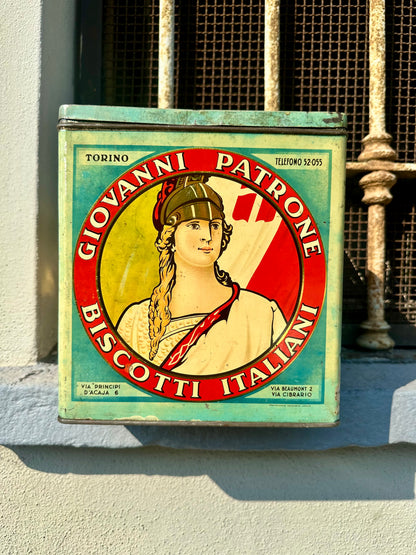 TORINO
TELEFONO 52-055
GIOVANNI PATRONE
BISCOTTI ITALIANI
VIA PRINCIPI
D'ACAJA 6
VIA BEAUMONT 2
VIA CIBRARIO